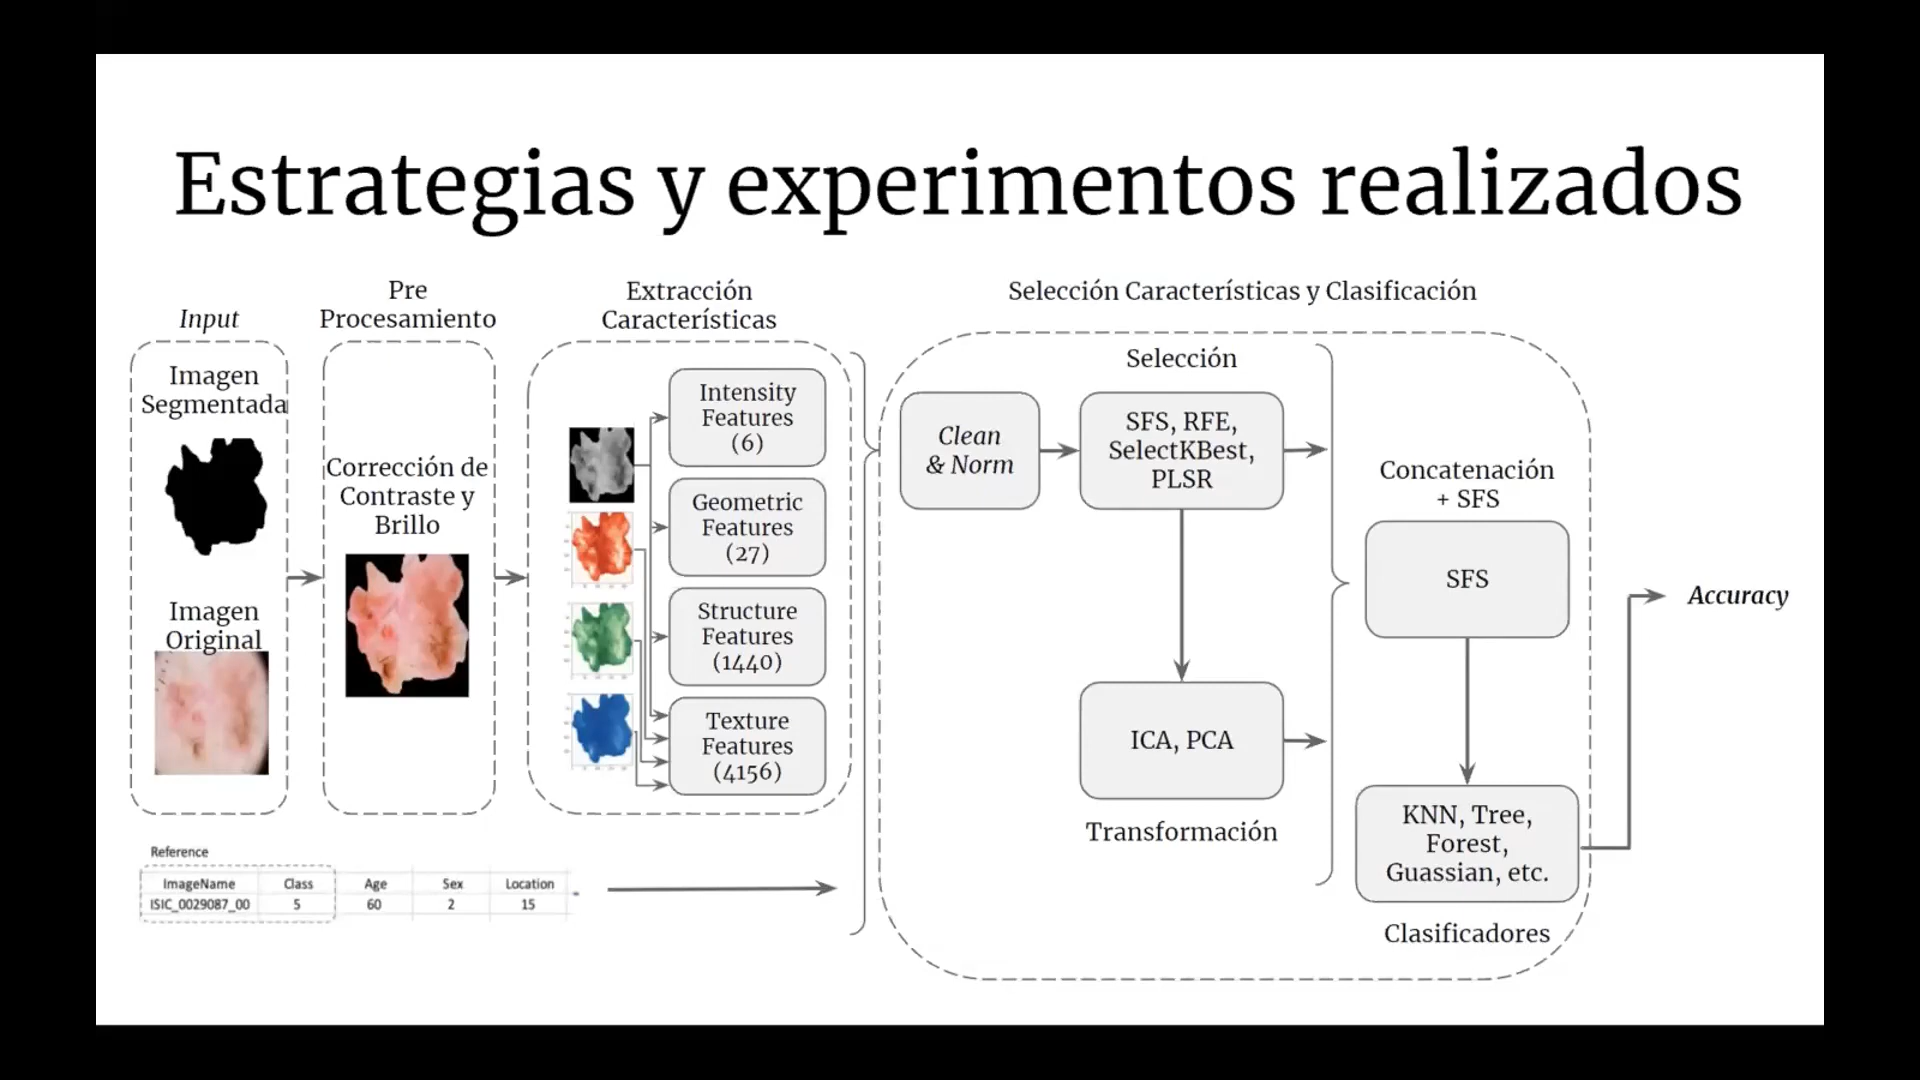 Estrategias y experimentos realizados
Input
Imagen
Segmentada
Imagen
Original
Pre
Procesamiento
Corrección de
Contraste y
Brillo
Extracción
Características
Intensity
Features
(6)
Geometric
Features
(27)
Structure
Features
(1440)
Texture
Features
(4156)
Reference
ImageName Class Age Sex Location
ISIC_0029087_00 5 60 2 15
Selección Características y Clasificación
Clean
& Norm
Selección
SFS, RFE,
SelectKBest,
PLSR
ICA, PCA
Transformación
Concatenación
+ SFS
SFS
KNN, Tree,
Forest,
Guassian, etc.
Clasificadores
Accuracy